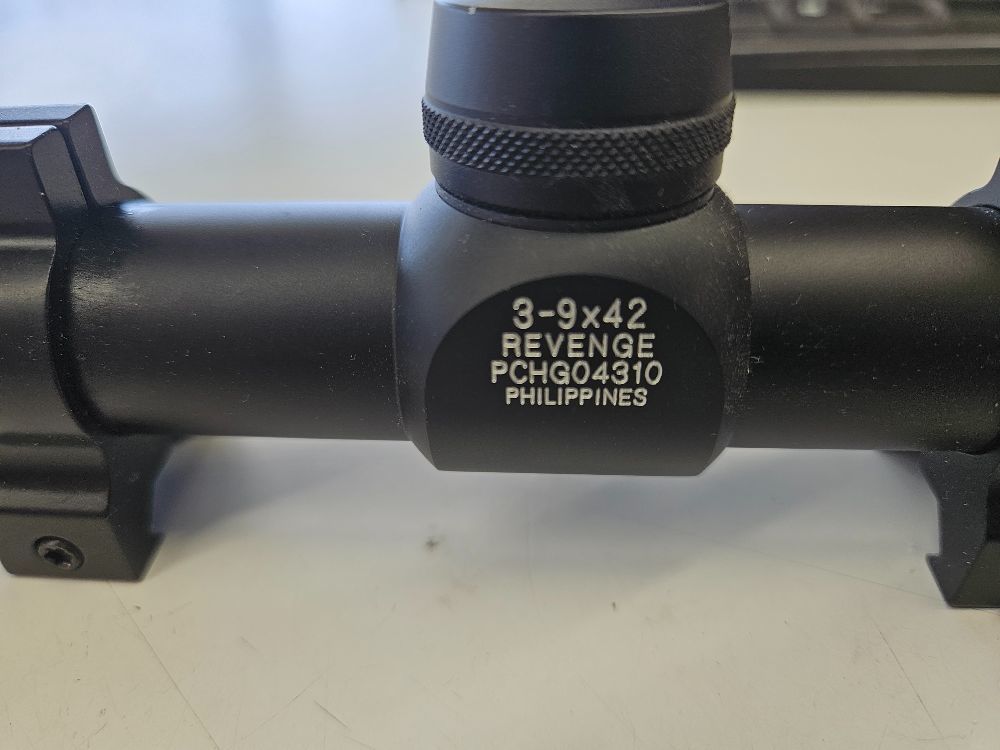 3-9x42
REVENGE
PCHG04310
PHILIPPINES